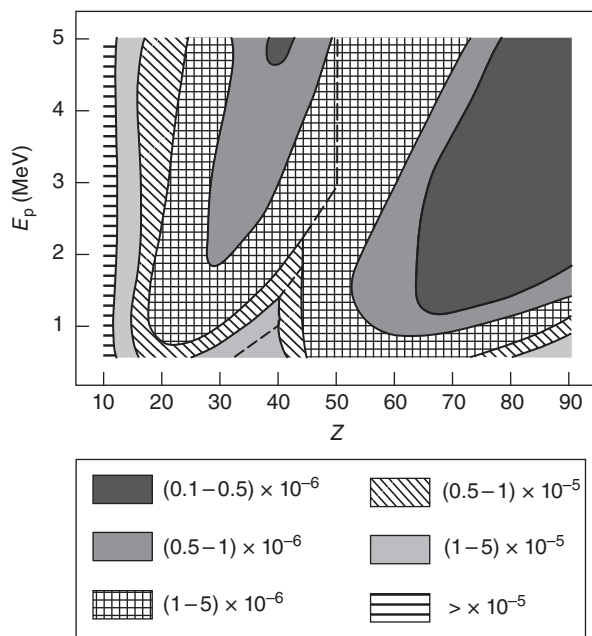 5
4
3
2
1
E_p (MeV)
10 20 30 40 50 60 70 80 90
Z
(0.1–0.5) × 10⁻⁶
(0.5–1) × 10⁻⁵
(0.5–1) × 10⁻⁶
(1–5) × 10⁻⁵
(1–5) × 10⁻⁶
> × 10⁻⁵